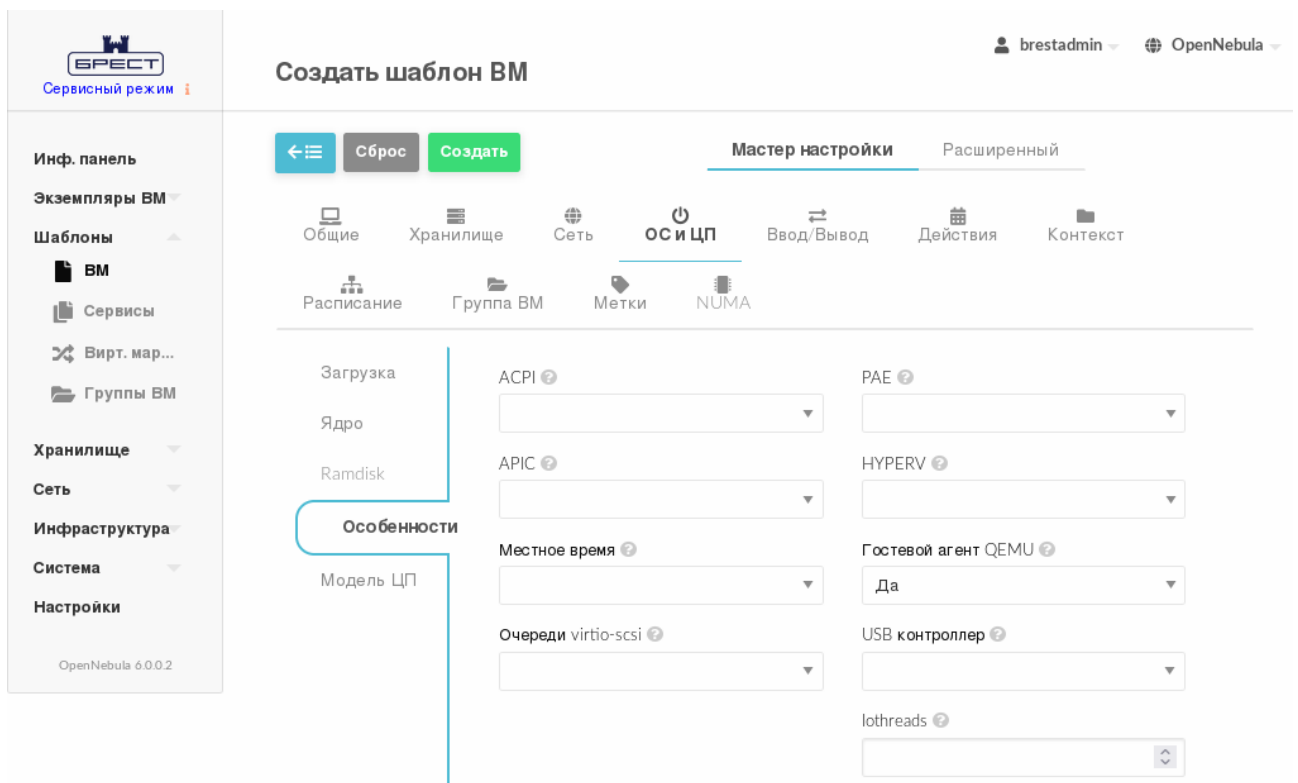 БРЕСТ
Сервисный режим i
Создать шаблон ВМ
brestadmin
OpenNebula
Сброс
Создать
Мастер настройки
Расширенный
Инф. панель
Экземпляры ВМ
Шаблоны
ВМ
Сервисы
Вирт. мар...
Группы ВМ
Хранилище
Сеть
Инфраструктура
Система
Настройки
OpenNebula 6.0.0.2
Общие
Хранилище
Сеть
ОС и ЦП
Ввод/Вывод
Действия
Контекст
Расписание
Группа ВМ
Метки
NUMA
Загрузка
Ядро
Ramdisk
Особенности
Модель ЦП
ACPI ?
PAE ?
APIC ?
HYPERV ?
Местное время ?
Гостевой агент QEMU ?
Да
Очереди virtio-scsi ?
USB контроллер ?
Iothreads ?